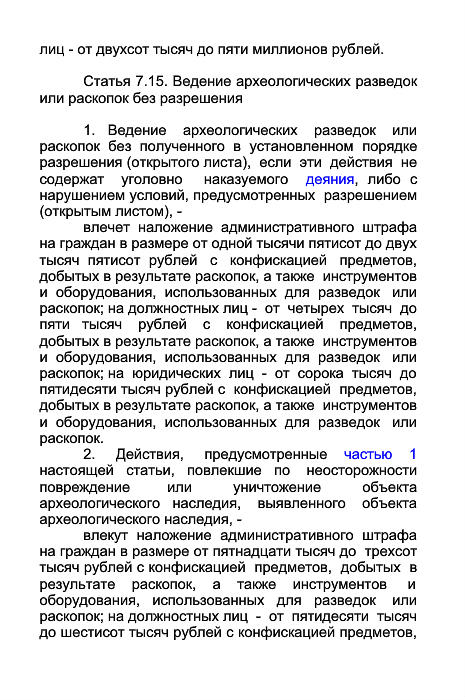 лиц - от двухсот тысяч до пяти миллионов рублей.
Статья 7.15. Ведение археологических разведок
или раскопок без разрешения
1. Ведение археологических разведок или
раскопок без полученного в установленном порядке
разрешения (открытого листа), если эти действия не
содержат уголовно наказуемого деяния, либо с
нарушением условий, предусмотренных разрешением
(открытым листом), -
влечет наложение административного штрафа
на граждан в размере от одной тысячи пятисот до двух
тысяч пятисот рублей с конфискацией предметов,
добытых в результате раскопок, а также инструментов
и оборудования, использованных для разведок или
раскопок; на должностных лиц - от четырех тысяч до
пяти тысяч рублей с конфискацией предметов,
добытых в результате раскопок, а также инструментов
и оборудования, использованных для разведок или
раскопок; на юридических лиц - от сорока тысяч до
пятидесяти тысяч рублей с конфискацией предметов,
добытых в результате раскопок, а также инструментов
и оборудования, использованных для разведок или
раскопок.
2. Действия, предусмотренные частью 1
настоящей статьи, повлекшие по неосторожности
повреждение или уничтожение объекта
археологического наследия, выявленного объекта
археологического наследия, -
влекут наложение административного штрафа
на граждан в размере от пятнадцати тысяч до трехсот
тысяч рублей с конфискацией предметов, добытых в
результате раскопок, а также инструментов и
оборудования, использованных для разведок или
раскопок; на должностных лиц - от пятидесяти тысяч
до шестисот тысяч рублей с конфискацией предметов,